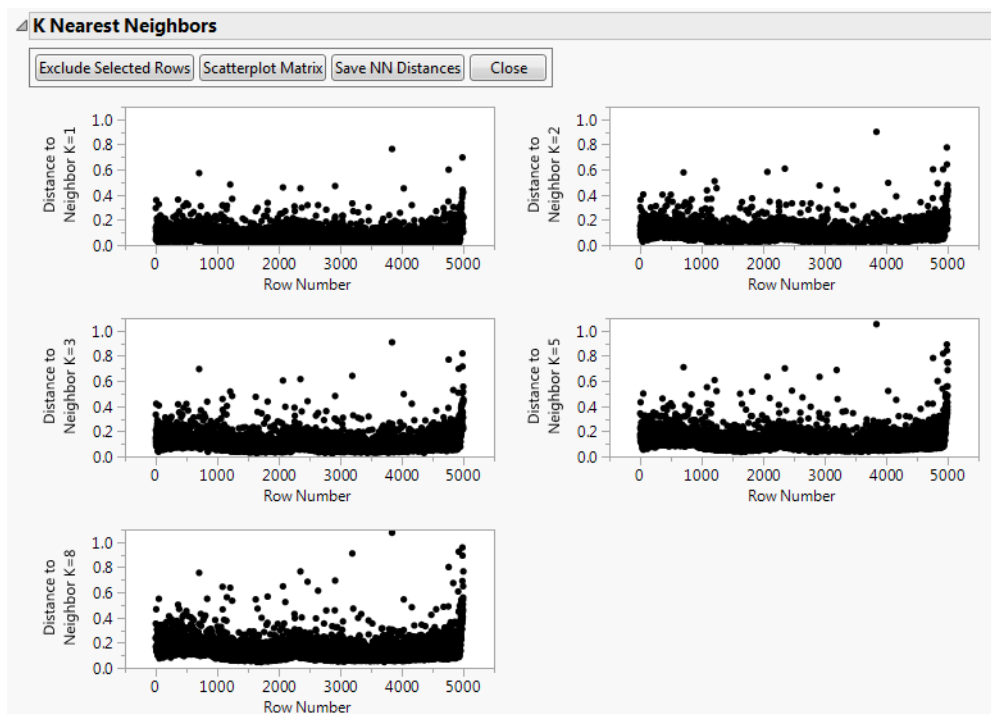 K Nearest Neighbors
Exclude Selected Rows Scatterplot Matrix Save NN Distances Close
Distance to
Neighbor K=1
1.0
0.8
0.6
0.4
0.2
0.0
0 1000 2000 3000 4000 5000
Row Number
Distance to
Neighbor K=2
1.0
0.8
0.6
0.4
0.2
0.0
0 1000 2000 3000 4000 5000
Row Number
Distance to
Neighbor K=3
1.0
0.8
0.6
0.4
0.2
0.0
0 1000 2000 3000 4000 5000
Row Number
Distance to
Neighbor K=5
1.0
0.8
0.6
0.4
0.2
0.0
0 1000 2000 3000 4000 5000
Row Number
Distance to
Neighbor K=8
1.0
0.8
0.6
0.4
0.2
0.0
0 1000 2000 3000 4000 5000
Row Number